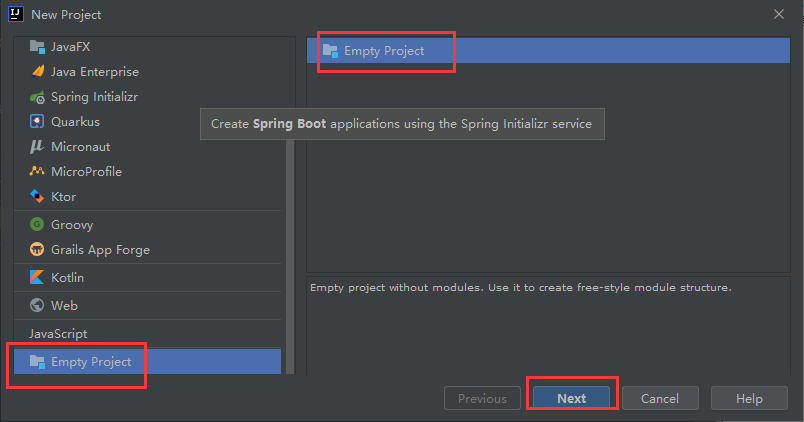 New Project
JavaFX
Java Enterprise
Spring Initializr
Quarkus
Micronaut
MicroProfile
Ktor
Groovy
Grails App Forge
Kotlin
Web
JavaScript
Empty Project
Empty Project
Create Spring Boot applications using the Spring Initializr service
Empty project without modules. Use it to create free-style module structure.
Previous
Next
Cancel
Help